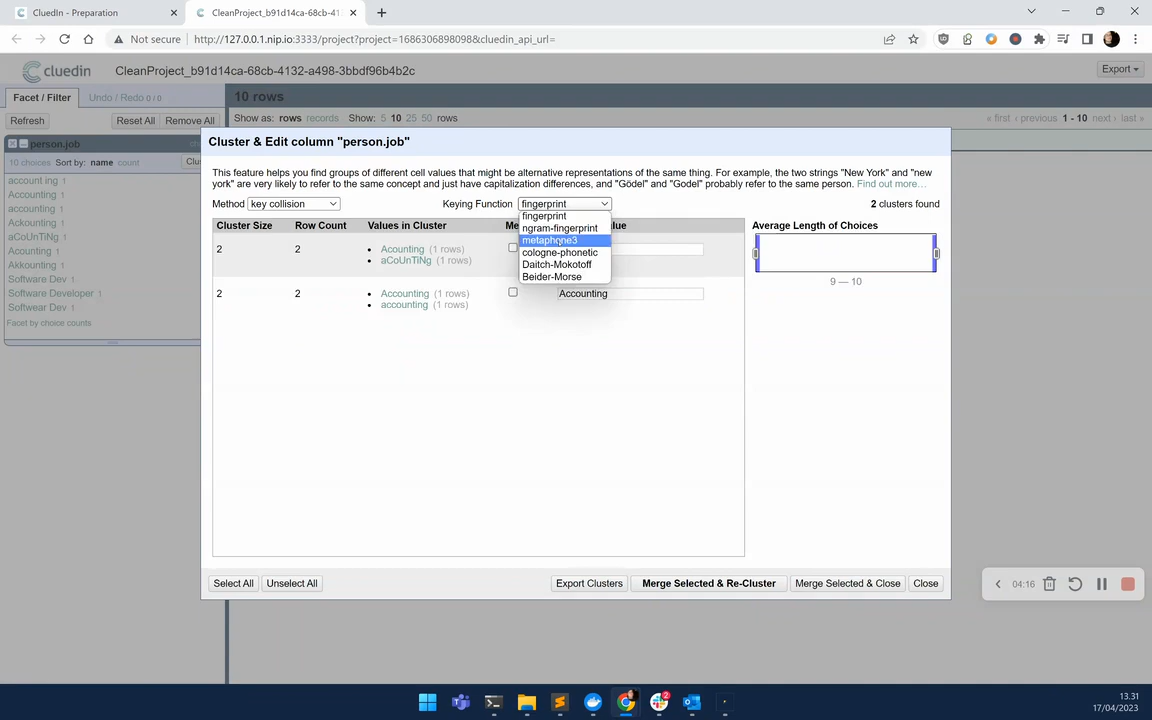 CluedIn - Preparation
CleanProject_b91d14ca-68cb-41
Not secure
http://127.0.0.1.nip.io:3333/project?project=1686306898098&cluedin_api_url=
cluedin
CleanProject_b91d14ca-68cb-4132-a498-3bbdf96b4b2c
Export
Facet / Filter
Undo / Redo 0 / 0
10 rows
Refresh
Reset All
Remove All
Show as: rows records
Show: 5 10 25 50 rows
« first ‹ previous 1 - 10 next › last »
person.job
10 choices Sort by: name count
Clu
account ing 1
Accounting 1
accounting 1
Ackounting 1
aCoUnTiNg 1
Acounting 1
Akkounting 1
Software Dev 1
Software Developer 1
Softwear Dev 1
Facet by choice counts
Cluster & Edit column "person.job"
This feature helps you find groups of different cell values that might be alternative representations of the same thing. For example, the two strings "New York" and "new
york" are very likely to refer to the same concept and just have capitalization differences, and "Gödel" and "Godel" probably refer to the same person. Find out more…
Method key collision
Keying Function fingerprint
2 clusters found
fingerprint
ngram-fingerprint
metaphone3
cologne-phonetic
Daitch-Mokotoff
Beider-Morse
Cluster Size
Row Count
Values in Cluster
Me
alue
2
2
Acounting (1 rows)
aCoUnTiNg (1 rows)
2
2
Accounting (1 rows)
accounting (1 rows)
Accounting
Average Length of Choices
9 — 10
Select All
Unselect All
Export Clusters
Merge Selected & Re-Cluster
Merge Selected & Close
Close
04:16
2
13.31
17/04/2023